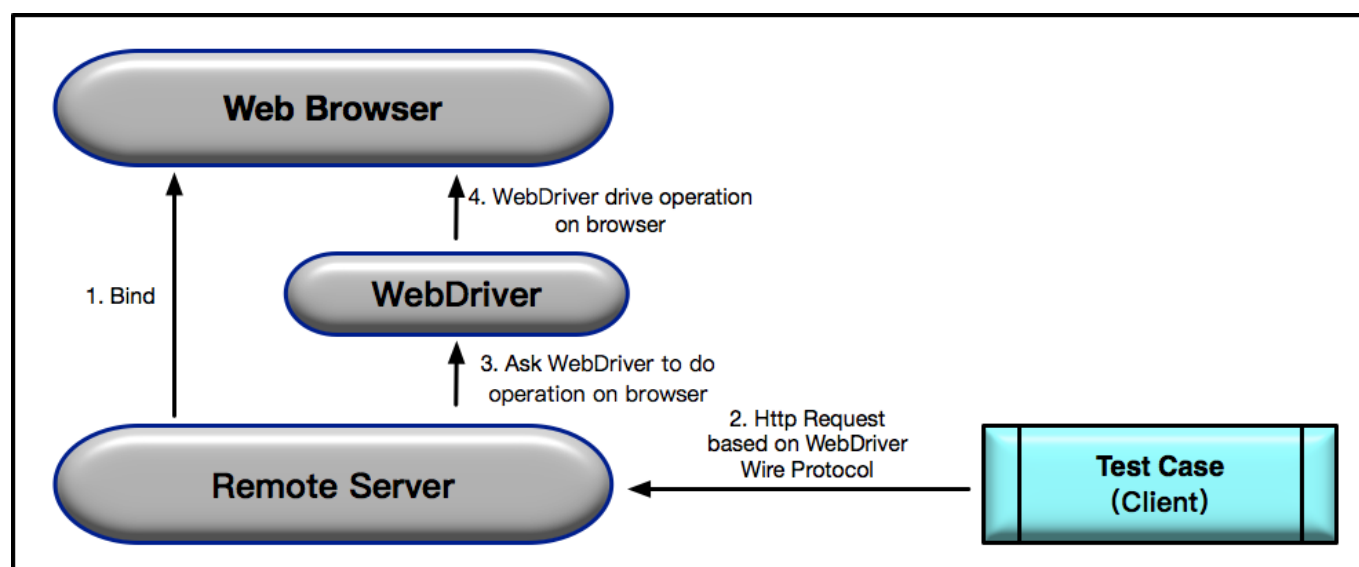 Web Browser
4. WebDriver drive operation
on browser
1. Bind
WebDriver
3. Ask WebDriver to do
operation on browser
2. Http Request
based on WebDriver
Wire Protocol
Remote Server
Test Case
(Client)